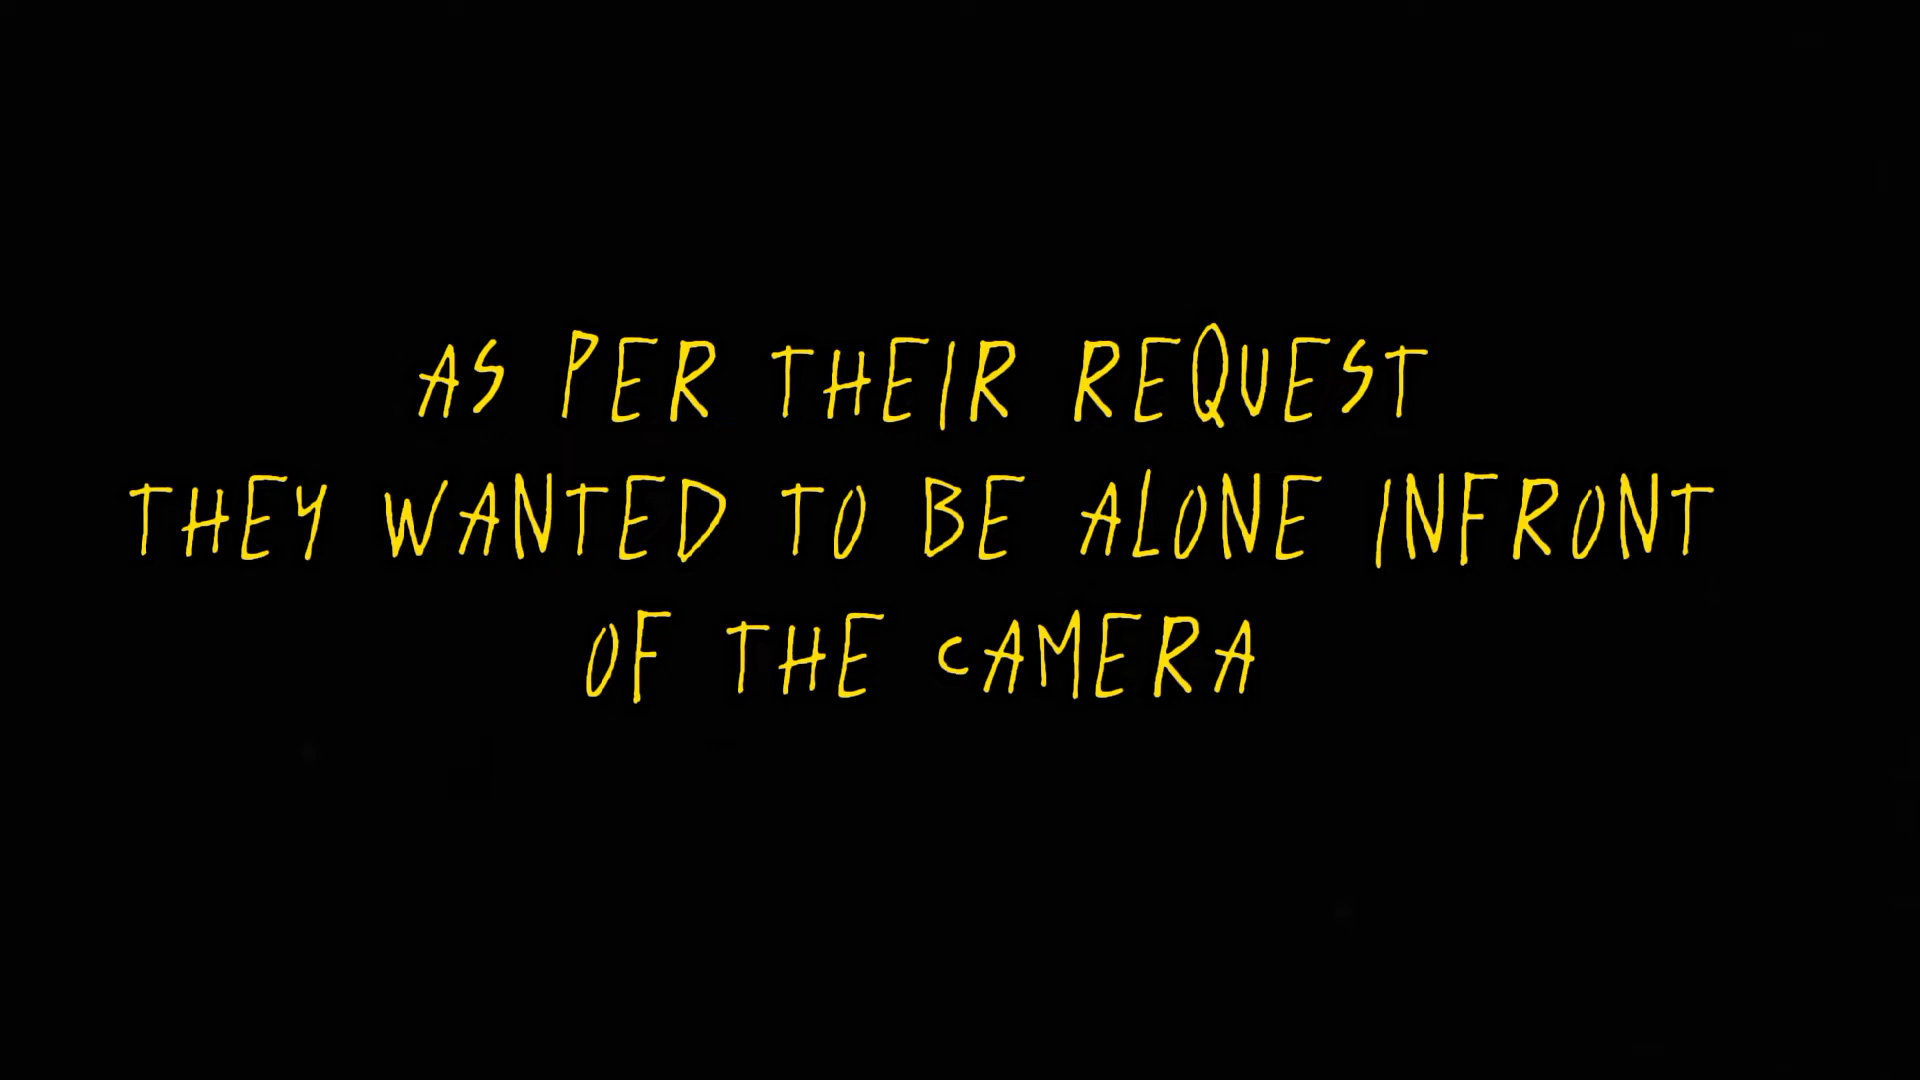 AS PER THEIR REQUEST
THEY WANTED TO BE ALONE INFRONT
OF THE CAMERA